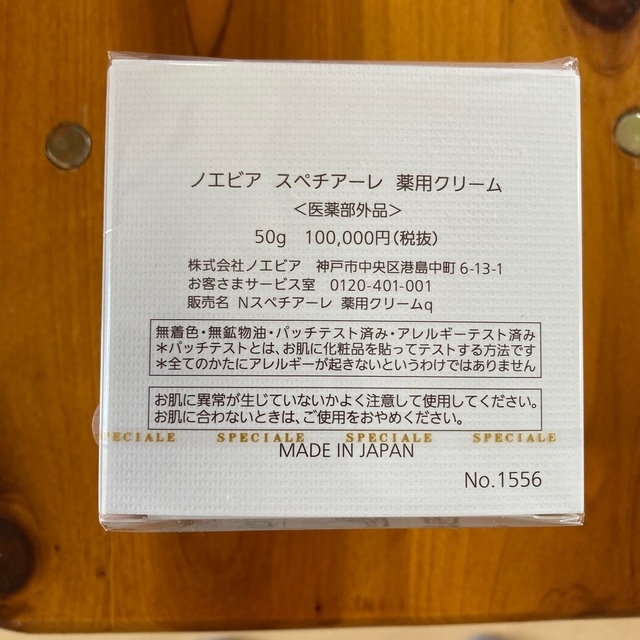 ノエビア スペチアーレ 薬用クリーム
＜医薬部外品＞
50g 100,000円(税抜)
株式会社ノエビア 神戸市中央区港島中町6-13-1
お客さまサービス室 0120-401-001
販売名 Nスペチアーレ 薬用クリームq
無着色・無鉱物油・パッチテスト済み・アレルギーテスト済み
＊パッチテストとは、お肌に化粧品を貼ってテストする方法です
＊全てのかたにアレルギーが起きないというわけではありません
お肌に異常が生じていないかよく注意して使用してください。
お肌に合わないときは、ご使用をおやめください。
SPECIALE SPECIALE SPECIALE SPECIALE
MADE IN JAPAN
No.1556